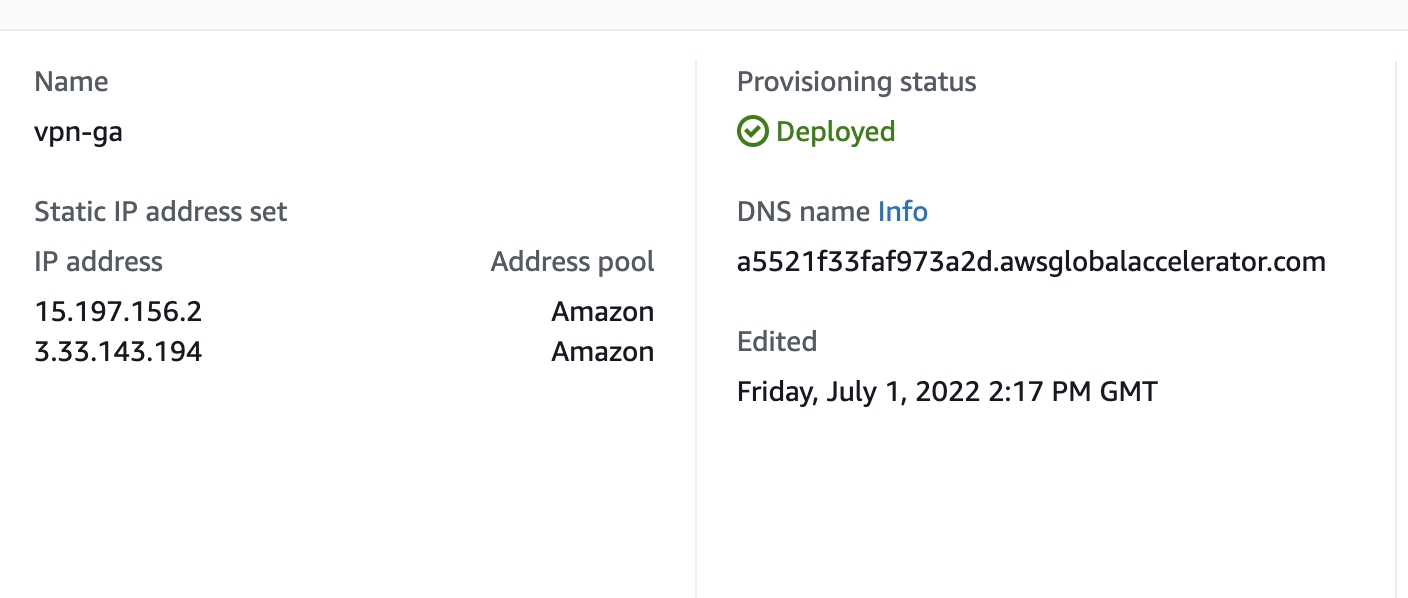 Name
vpn-ga
Static IP address set
IP address Address pool
15.197.156.2 Amazon
3.33.143.194 Amazon
Provisioning status
Deployed
DNS name Info
a5521f33faf973a2d.awsglobalaccelerator.com
Edited
Friday, July 1, 2022 2:17 PM GMT